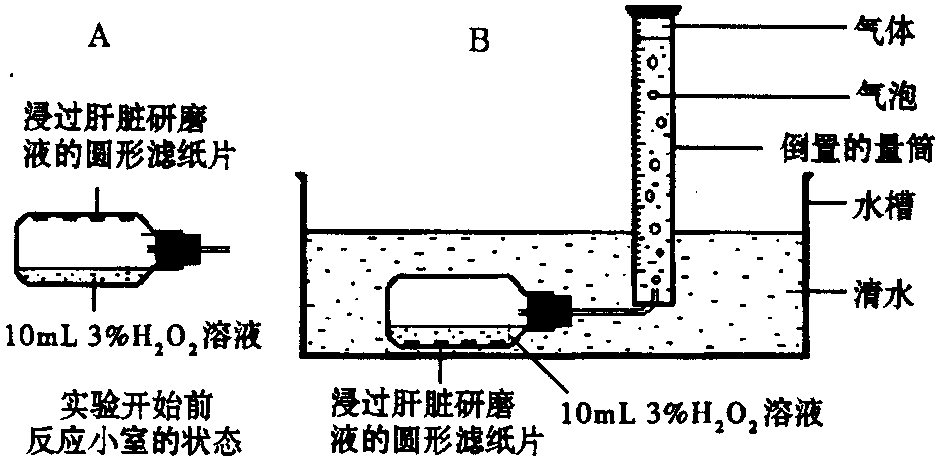 A
浸过肝脏研磨
液的圆形滤纸片
10mL 3%H₂O₂溶液
实验开始前
反应小室的状态
B
气体
气泡
倒置的量筒
水槽
清水
浸过肝脏研磨
液的圆形滤纸片
10mL 3%H₂O₂溶液